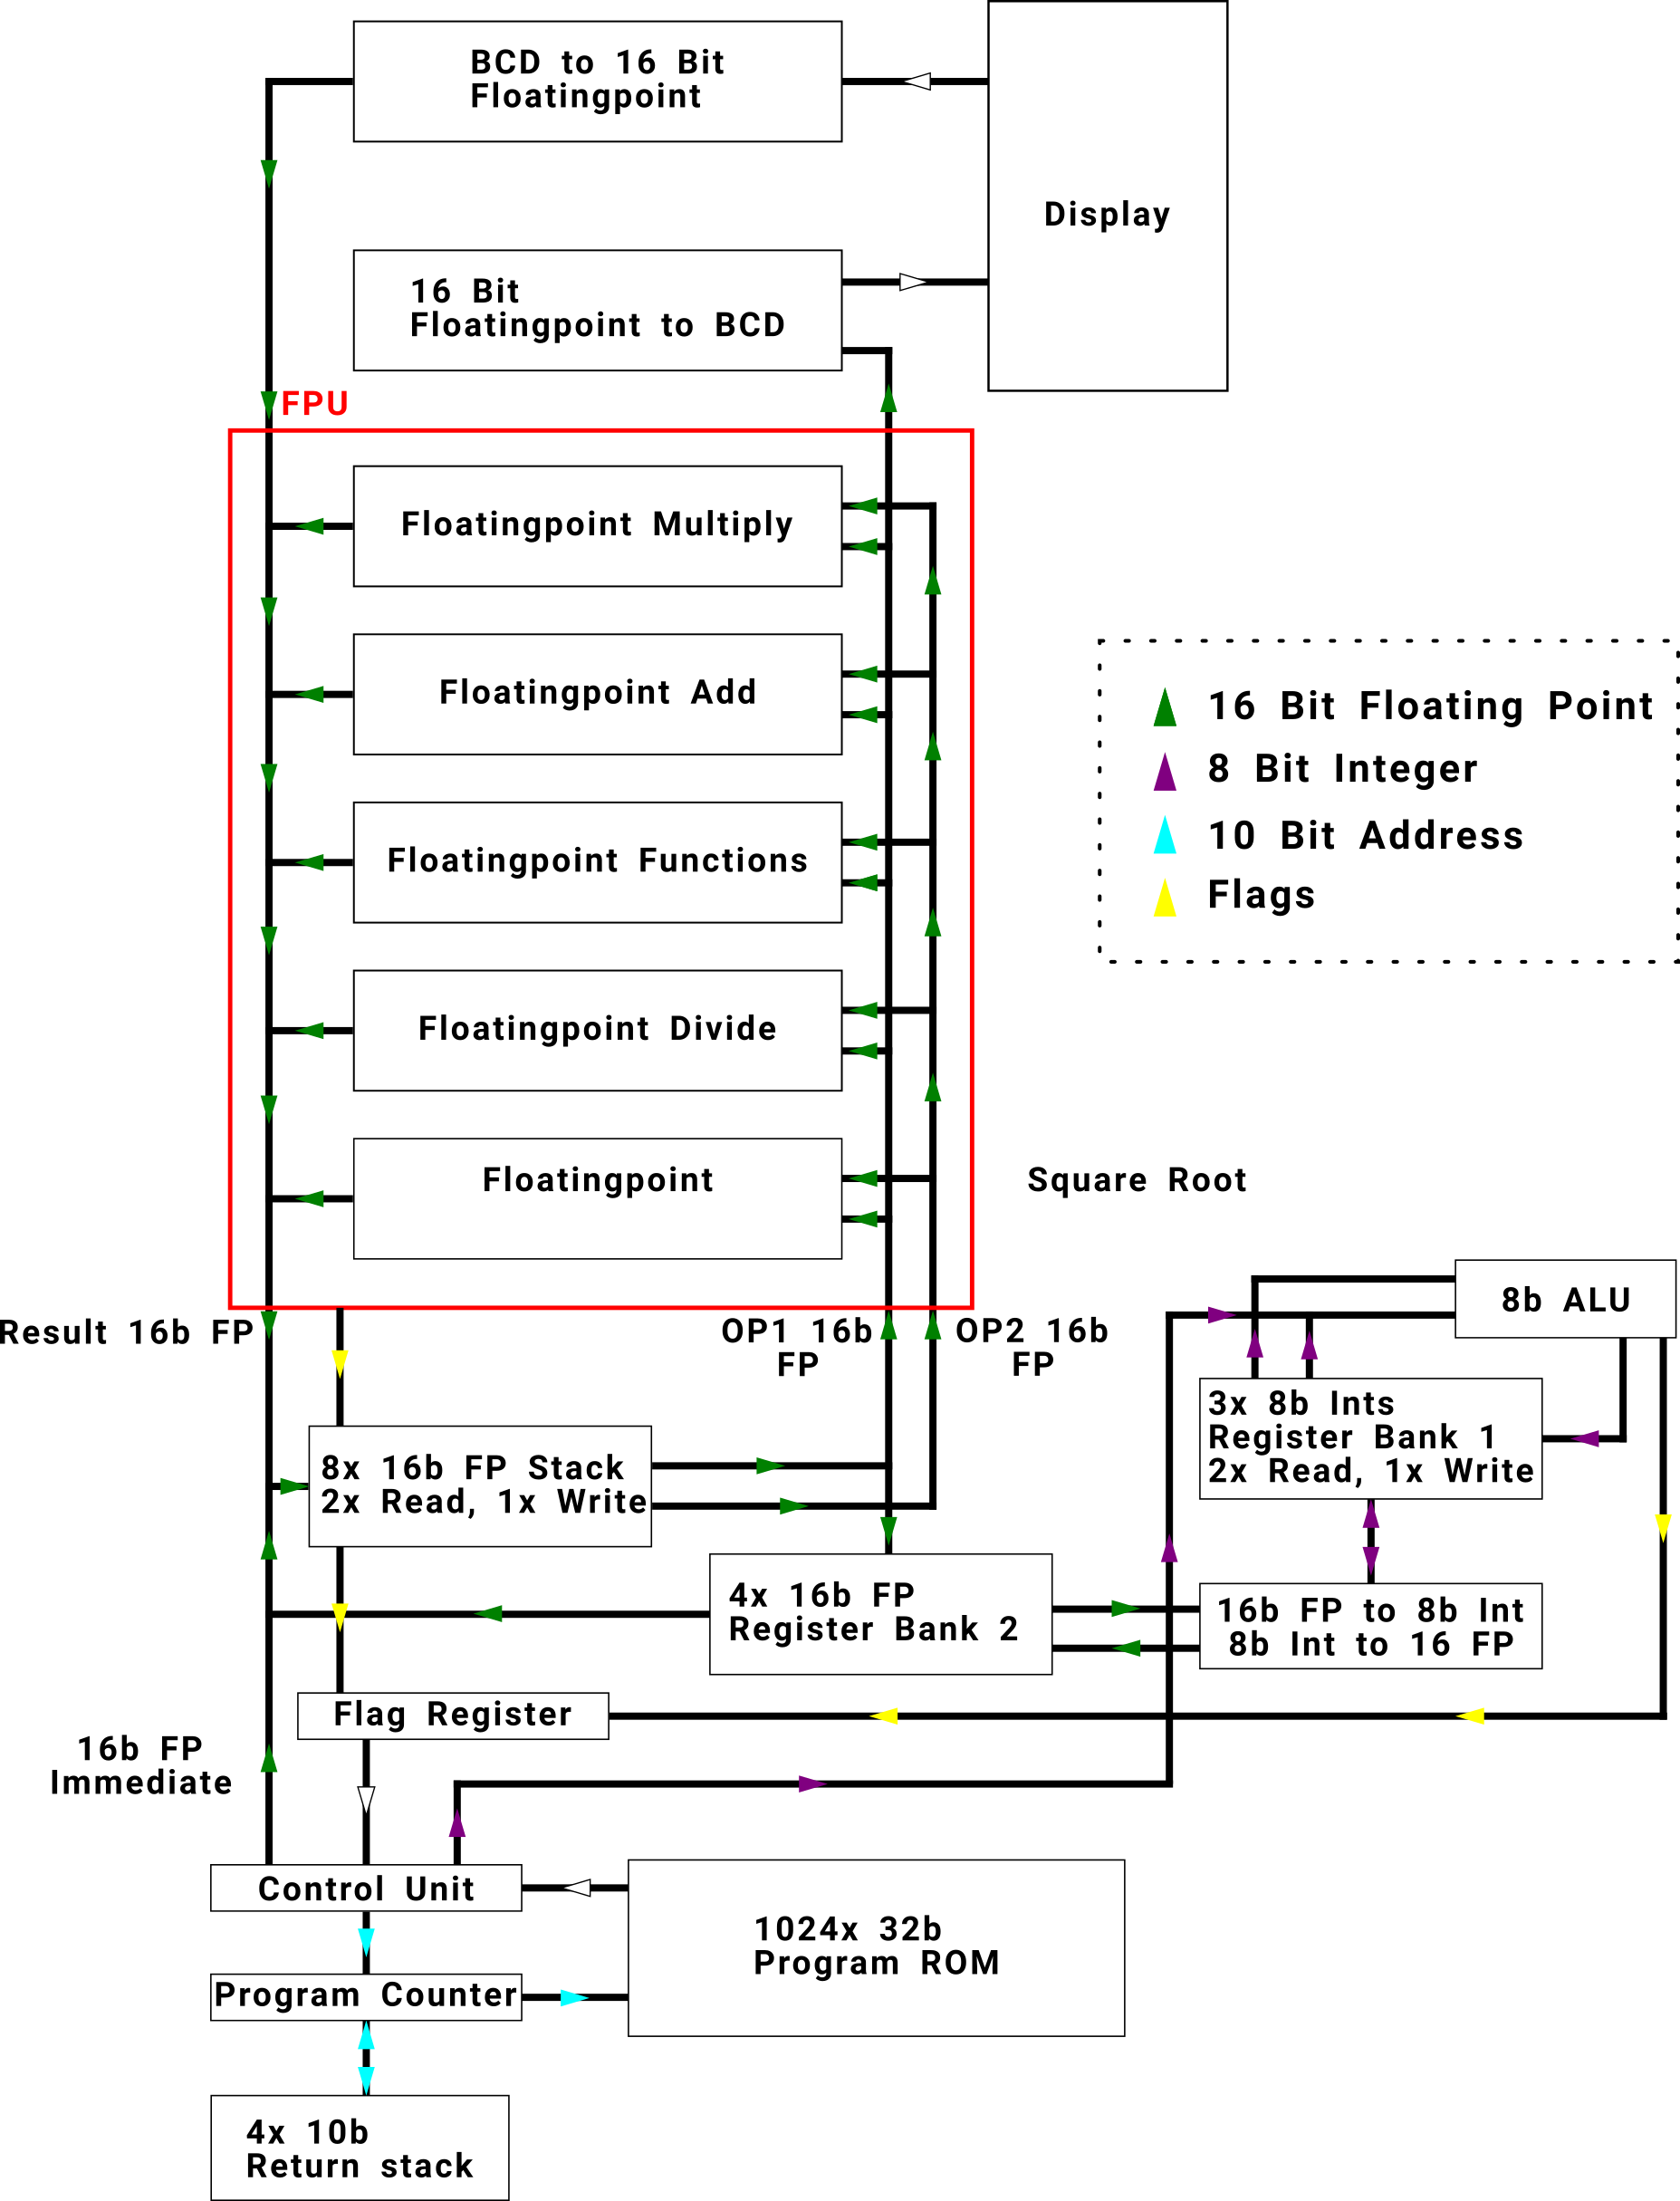 BCD to 16 Bit
Floatingpoint
Display
16 Bit
Floatingpoint to BCD
FPU
Floatingpoint Multiply
Floatingpoint Add
16 Bit Floating Point
8 Bit Integer
10 Bit Address
Flags
Floatingpoint Functions
Floatingpoint Divide
Floatingpoint
Square Root
8b ALU
Result 16b FP
OP1 16b
FP
OP2 16b
FP
3x 8b Ints
Register Bank 1
2x Read, 1x Write
8x 16b FP Stack
2x Read, 1x Write
4x 16b FP
Register Bank 2
16b FP to 8b Int
8b Int to 16 FP
Flag Register
16b FP
Immediate
Control Unit
1024x 32b
Program ROM
Program Counter
4x 10b
Return stack